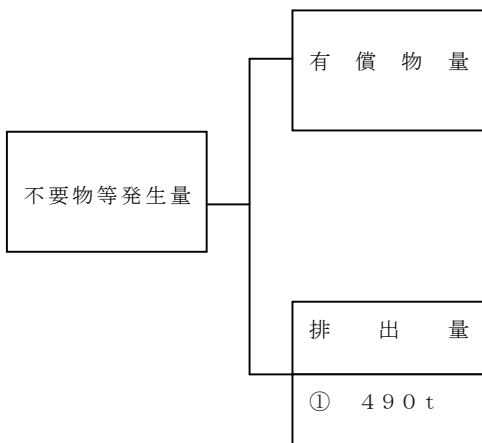 有償物量
不要物等発生量
排出量
① 490t